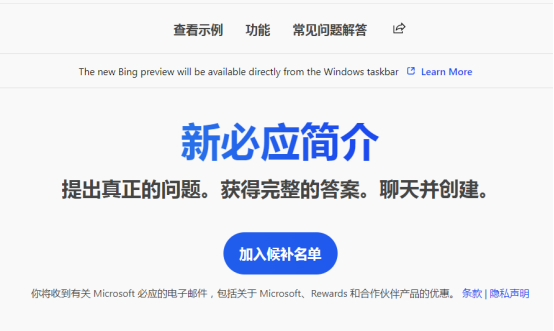 查看示例 功能 常见问题解答
The new Bing preview will be available directly from the Windows taskbar Learn More
新必应简介
提出真正的问题。获得完整的答案。聊天并创建。
加入候补名单
你将收到有关 Microsoft 必应的电子邮件，包括关于 Microsoft、Rewards 和合作伙伴产品的优惠。 条款 | 隐私声明